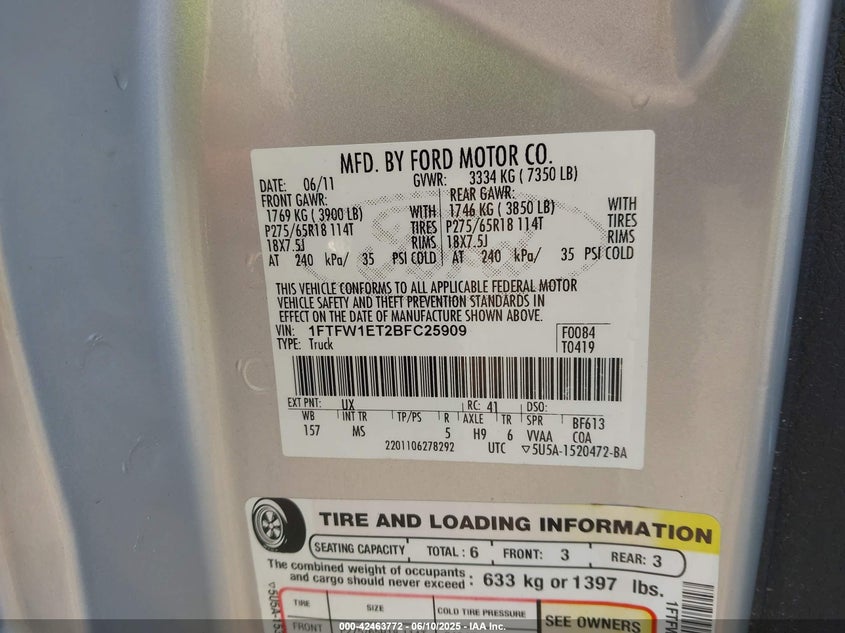 MFD. BY FORD MOTOR CO.
DATE: 06/11 GVWR: 3334 KG ( 7350 LB)
FRONT GAWR: REAR GAWR:
1769 KG ( 3900 LB) WITH 1746 KG ( 3850 LB) WITH
P275/65R18 114T TIRES P275/65R18 114T TIRES
18X7.5J RIMS 18X7.5J RIMS
AT 240 kPa/ 35 PSI COLD AT 240 kPa/ 35 PSI COLD
THIS VEHICLE CONFORMS TO ALL APPLICABLE FEDERAL MOTOR
VEHICLE SAFETY AND THEFT PREVENTION STANDARDS IN
EFFECT ON THE DATE OF MANUFACTURE SHOWN ABOVE.
VIN: 1FTFW1ET2BFC25909 F0084
TYPE: Truck T0419
EXT PNT: UX RC: 41 DSO:
WB INT TR TP/PS R AXLE TR SPR BF613
157 MS 5 H9 6 VVAA COA
2201106278292 UTC ▽5U5A-1520472-BA
TIRE AND LOADING INFORMATION
SEATING CAPACITY TOTAL : 6 FRONT: 3 REAR: 3
The combined weight of occupants
and cargo should never exceed : 633 kg or 1397 lbs.
TIRE SIZE COLD TIRE PRESSURE SEE OWNERS
FRONT
000-42463772 - 06/10/2025 - IAA Inc.